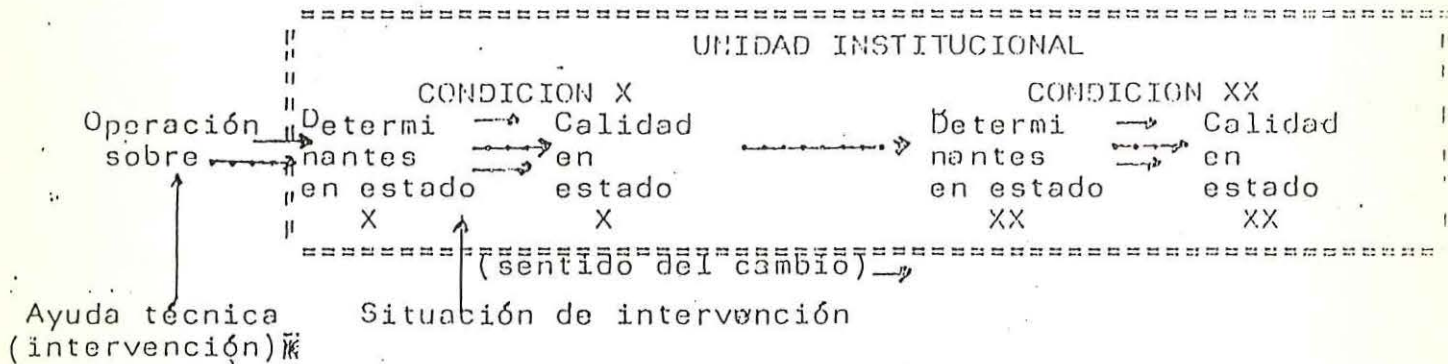 UNIDAD INSTITUCIONAL
CONDICION X CONDICION XX
Operación Determi Calidad Determi Calidad
sobre nantes en nantes en
en estado estado en estado estado
X X XX XX
(sentido del cambio)
Ayuda técnica Situación de intervención
(intervención)